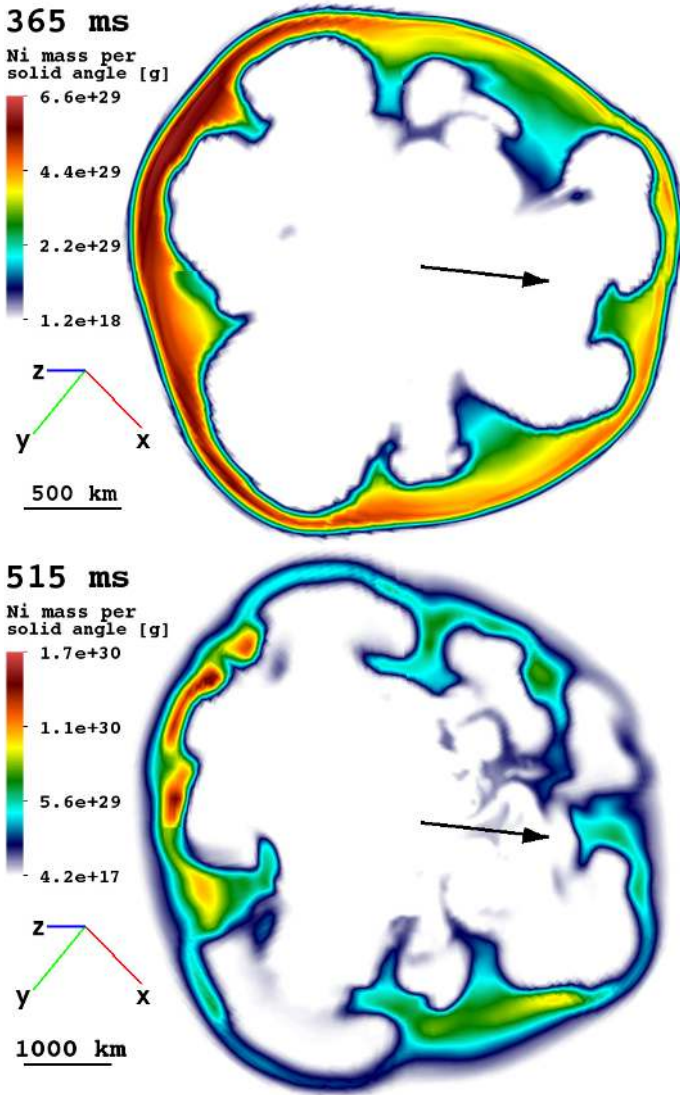 365 ms
Ni mass per
solid angle [g]
6.6e+29
4.4e+29
2.2e+29
1.2e+18
z
y
x
500 km
515 ms
Ni mass per
solid angle [g]
1.7e+30
1.1e+30
5.6e+29
4.2e+17
z
y
x
1000 km